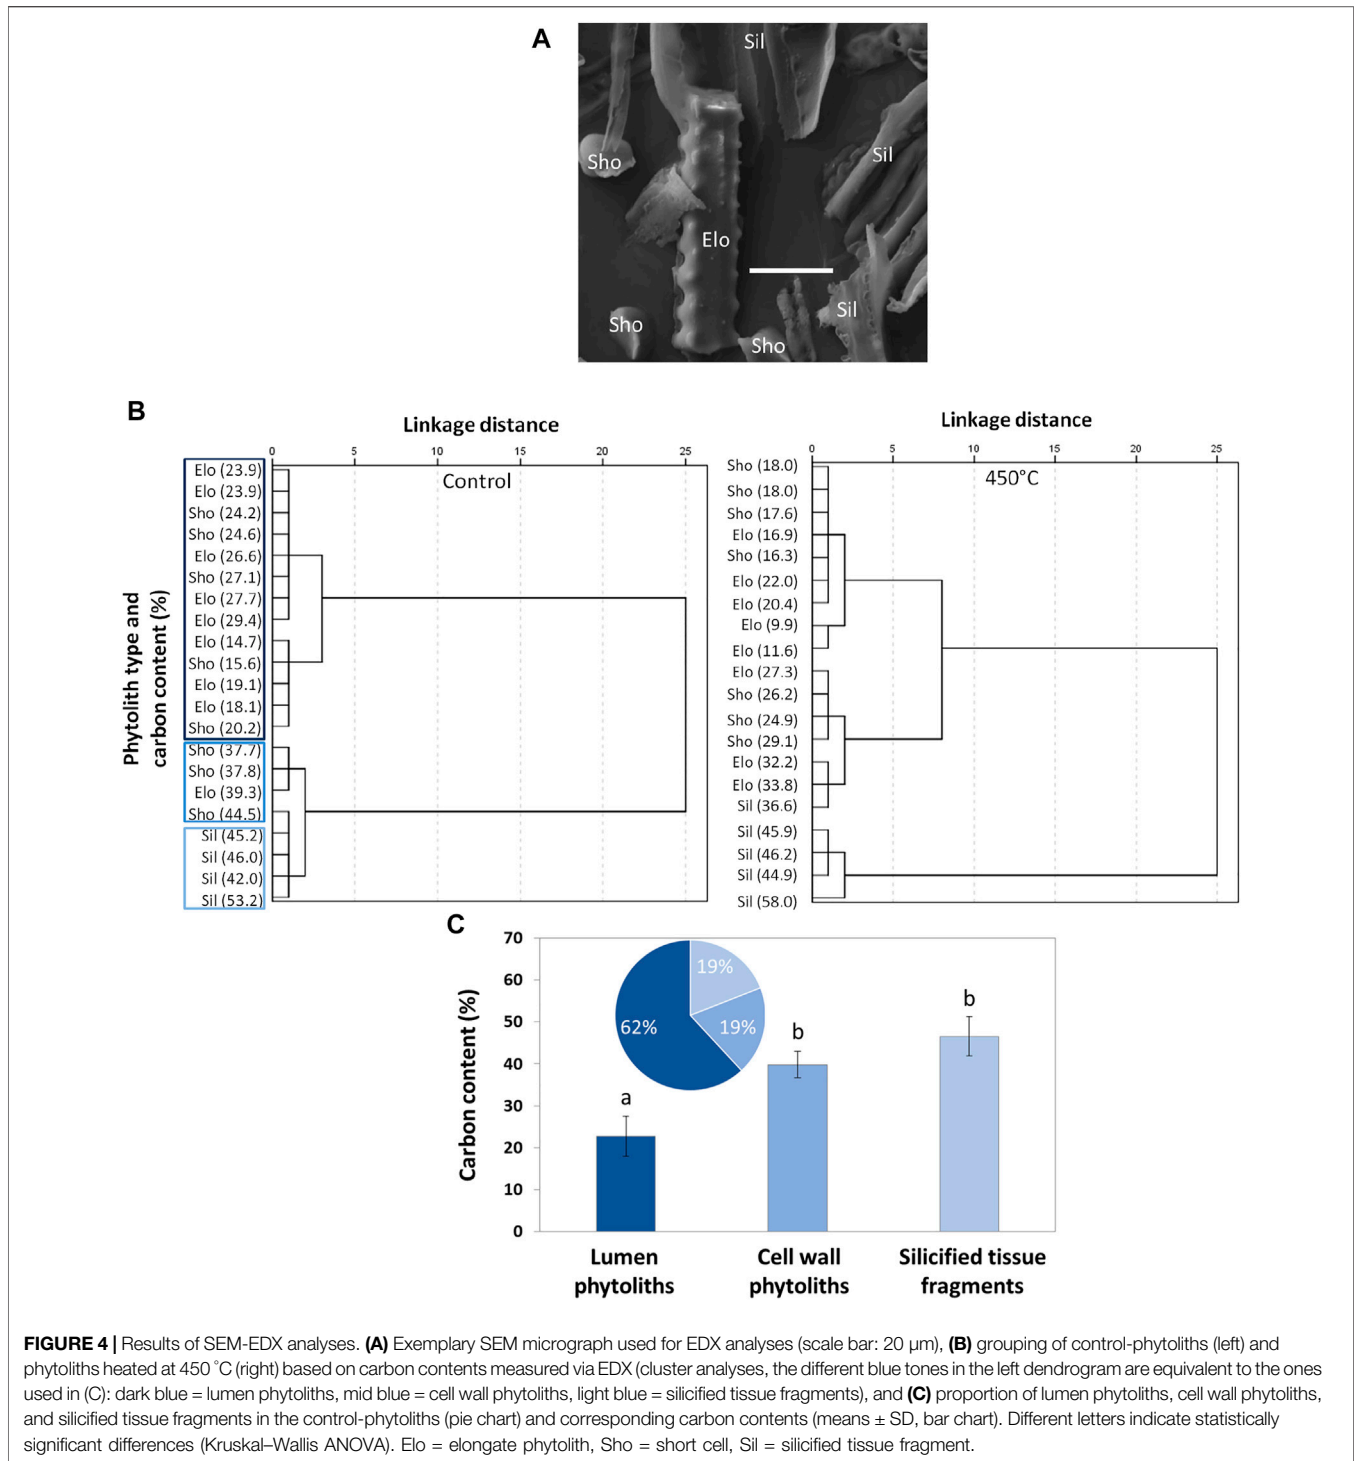 A
Sil
Sho
Sil
Elo
Sil
Sho
Sho
B
Linkage distance
0 5 10 15 20 25
Control
Phytolith type and
carbon content (%)
Elo (23.9)
Elo (23.9)
Sho (24.2)
Sho (24.6)
Elo (26.6)
Sho (27.1)
Elo (27.7)
Elo (29.4)
Elo (14.7)
Sho (15.6)
Elo (19.1)
Elo (18.1)
Sho (20.2)
Sho (37.7)
Sho (37.8)
Elo (39.3)
Sho (44.5)
Sil (45.2)
Sil (46.0)
Sil (42.0)
Sil (53.2)
Linkage distance
0 5 10 15 20 25
450°C
Sho (18.0)
Sho (18.0)
Sho (17.6)
Elo (16.9)
Sho (16.3)
Elo (22.0)
Elo (20.4)
Elo (9.9)
Elo (11.6)
Elo (27.3)
Sho (26.2)
Sho (24.9)
Sho (29.1)
Elo (32.2)
Elo (33.8)
Sil (36.6)
Sil (45.9)
Sil (46.2)
Sil (44.9)
Sil (58.0)
C
Carbon content (%)
70
60
50
40
30
20
10
0
19%
62%
19%
a
b
b
Lumen
phytoliths
Cell wall
phytoliths
Silicified tissue
fragments
FIGURE 4 | Results of SEM-EDX analyses. (A) Exemplary SEM micrograph used for EDX analyses (scale bar: 20 µm), (B) grouping of control-phytoliths (left) and
phytoliths heated at 450°C (right) based on carbon contents measured via EDX (cluster analyses, the different blue tones in the left dendrogram are equivalent to the ones
used in (C): dark blue = lumen phytoliths, mid blue = cell wall phytoliths, light blue = silicified tissue fragments), and (C) proportion of lumen phytoliths, cell wall phytoliths,
and silicified tissue fragments in the control-phytoliths (pie chart) and corresponding carbon contents (means ± SD, bar chart). Different letters indicate statistically
significant differences (Kruskal–Wallis ANOVA). Elo = elongate phytolith, Sho = short cell, Sil = silicified tissue fragment.